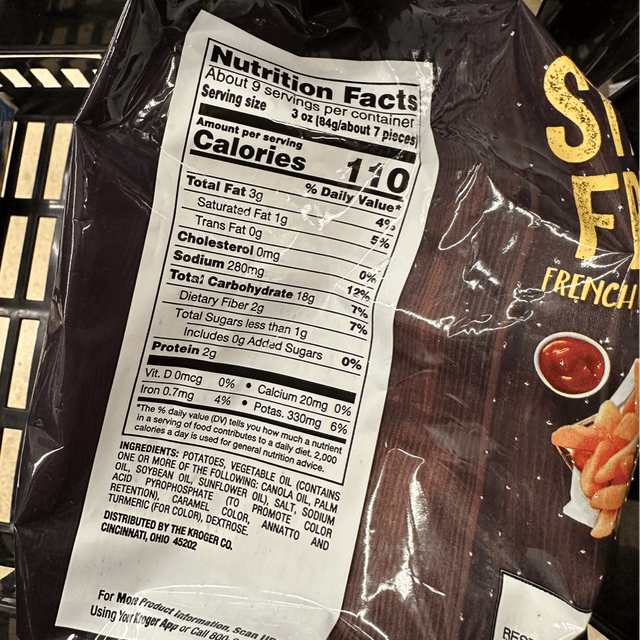 Nutrition Facts
About 9 servings per container
Serving size 3 oz (84g/about 7 pieces)
Amount per serving
Calories 110
% Daily Value*
Total Fat 3g 4%
Saturated Fat 1g 5%
Trans Fat 0g
Cholesterol 0mg 0%
Sodium 280mg 12%
Total Carbohydrate 18g 7%
Dietary Fiber 2g 7%
Total Sugars less than 1g
Includes 0g Added Sugars 0%
Protein 2g
Vit. D 0mcg 0% • Calcium 20mg 0%
Iron 0.7mg 4% • Potas. 330mg 6%
*The % daily value (DV) tells you how much a nutrient
in a serving of food contributes to a daily diet. 2,000
calories a day is used for general nutrition advice.
INGREDIENTS: POTATOES, VEGETABLE OIL (CONTAINS
ONE OR MORE OF THE FOLLOWING: CANOLA OIL, PALM
OIL, SOYBEAN OIL, SUNFLOWER OIL), SALT, SODIUM
ACID PYROPHOSPHATE (TO PROMOTE COLOR
RETENTION), CARAMEL COLOR, ANNATTO AND
TURMERIC (FOR COLOR), DEXTROSE.
DISTRIBUTED BY THE KROGER CO.
CINCINNATI, OHIO 45202
For More Product Information, Scan
Using Your Kroger App or Call 800-
FRENCH